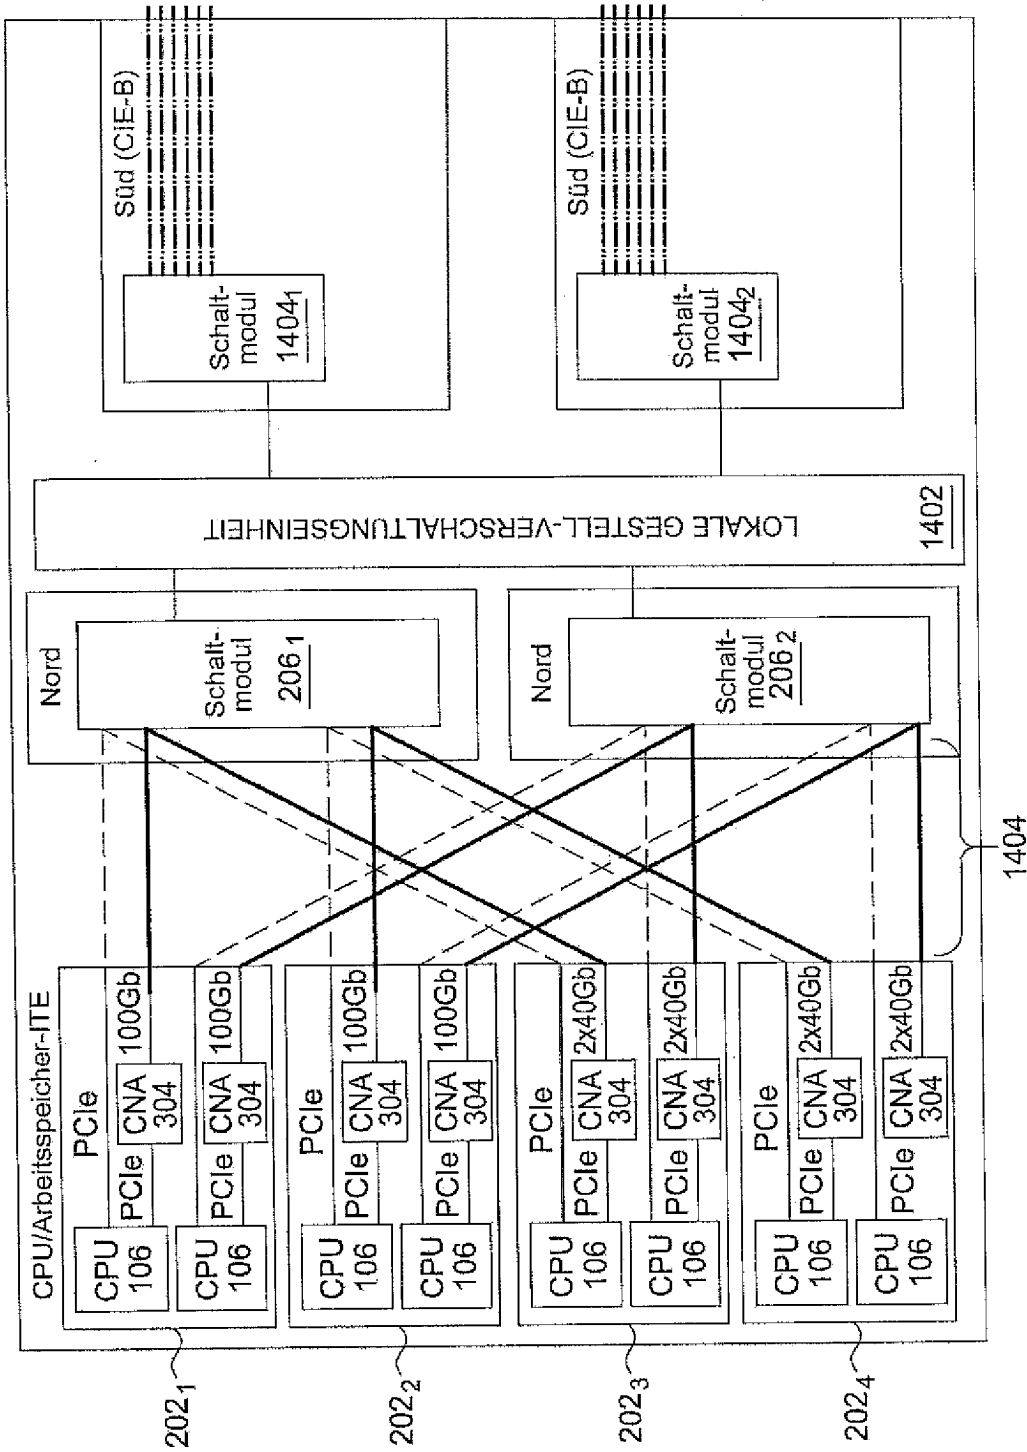 CPU/Arbeitsspeicher-ITE
202₁
CPU
106
PCIe
PCIe
CNA
304
100Gb
CPU
106
PCIe
CNA
304
100Gb
202₂
CPU
106
PCIe
PCIe
CNA
304
100Gb
CPU
106
PCIe
CNA
304
100Gb
202₃
CPU
106
PCIe
PCIe
CNA
304
2x40Gb
CPU
106
PCIe
CNA
304
2x40Gb
202₄
CPU
106
PCIe
PCIe
CNA
304
2x40Gb
CPU
106
PCIe
CNA
304
2x40Gb
1404
Nord
Schalt-
modul
206₁
Nord
Schalt-
modul
206₂
LOKALE GESTELL-VERSCHALTUNGSEINHEIT
1402
Süd (CIE-B)
Schalt-
modul
1404₁
Süd (CIE-B)
Schalt-
modul
1404₂